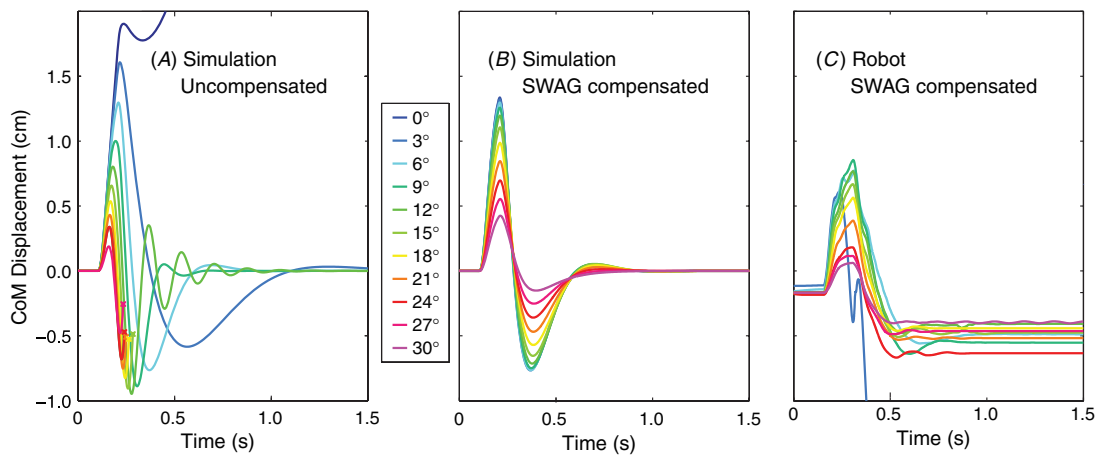 (A) Simulation
Uncompensated
(B) Simulation
SWAG compensated
(C) Robot
SWAG compensated
CoM Displacement (cm)
1.5
1.0
0.5
0.0
−0.5
−1.0
0°
3°
6°
9°
12°
15°
18°
21°
24°
27°
30°
0 0.5 1.0 1.5
0 0.5 1.0 1.5
0 0.5 1.0 1.5
Time (s)
Time (s)
Time (s)